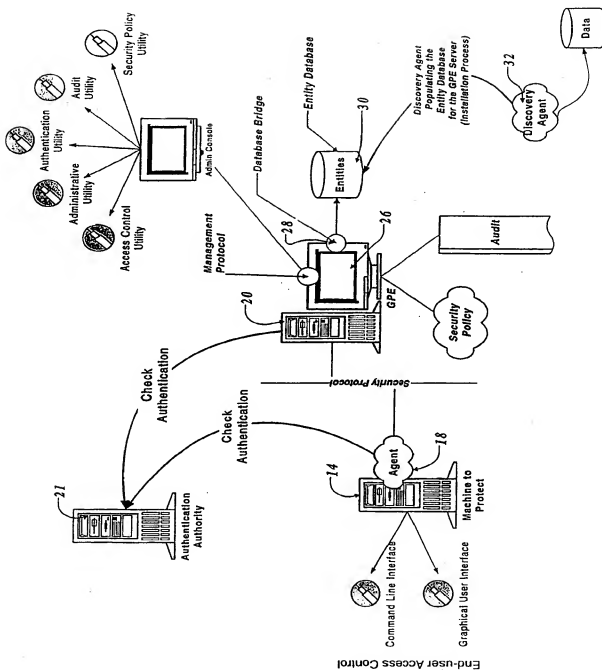 Security Policy
Utility
Audit
Utility
Authentication
Utility
Administrative
Utility
Access Control
Utility
Admin Console
Management
Protocol
Database Bridge
Entity Database
28
30
Entities
26
20
GPE
Discovery Agent
Populating the
Entity Database
for the GPE Server
(Installation Process)
32
Discovery
Agent
Data
Audit
Security
Policy
Security Protocol
Check
Authentication
Check
Authentication
21
Authentication
Authority
14
Agent
18
Machine to
Protect
Command Line Interface
Graphical User Interface
End-user Access Control